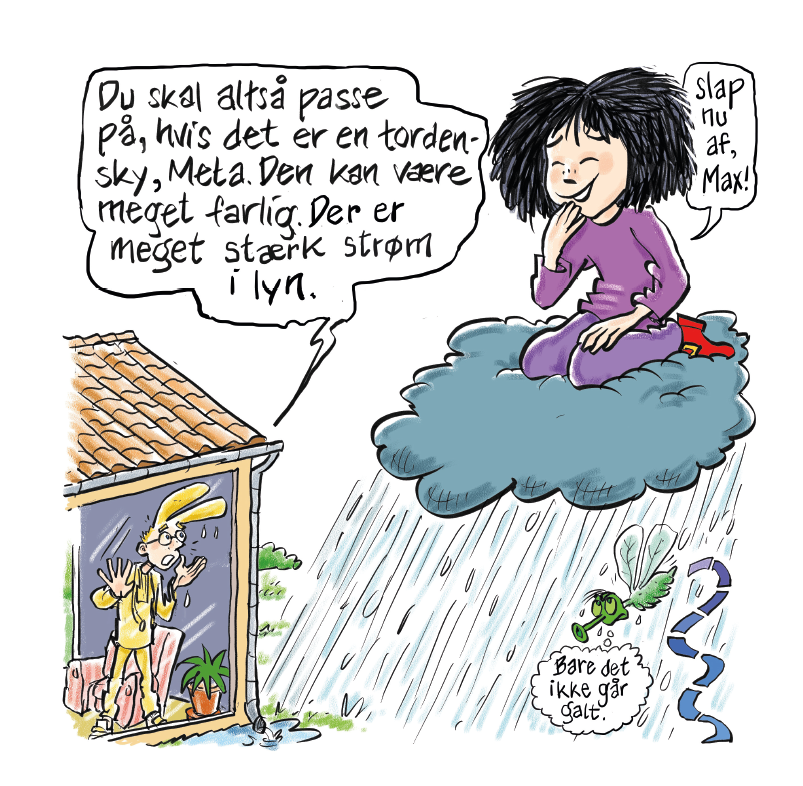 Du skal altså passe
på, hvis det er en torden-
sky, Meta. Den kan være
meget farlig. Der er
meget stærk strøm
i lyn.
slap
nu
af,
Max!
Bare det
ikke går
galt.